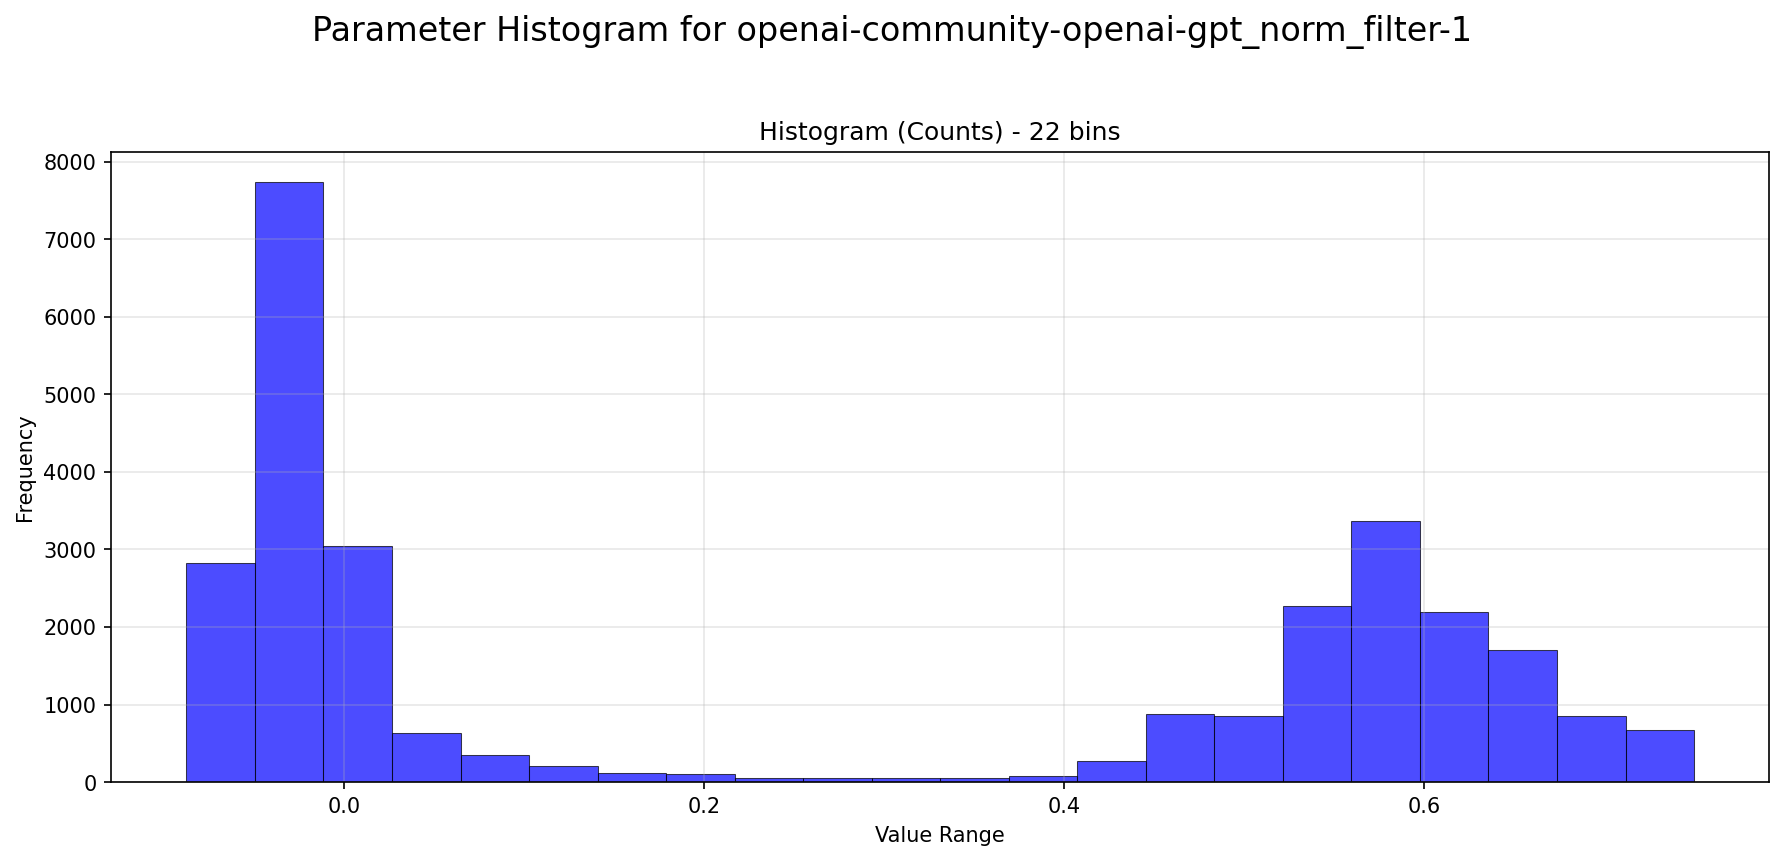 Parameter Histogram for openai-community-openai-gpt_norm_filter-1
Histogram (Counts) - 22 bins
8000
7000
6000
5000
4000
3000
2000
1000
0
Frequency
0.0 0.2 0.4 0.6
Value Range